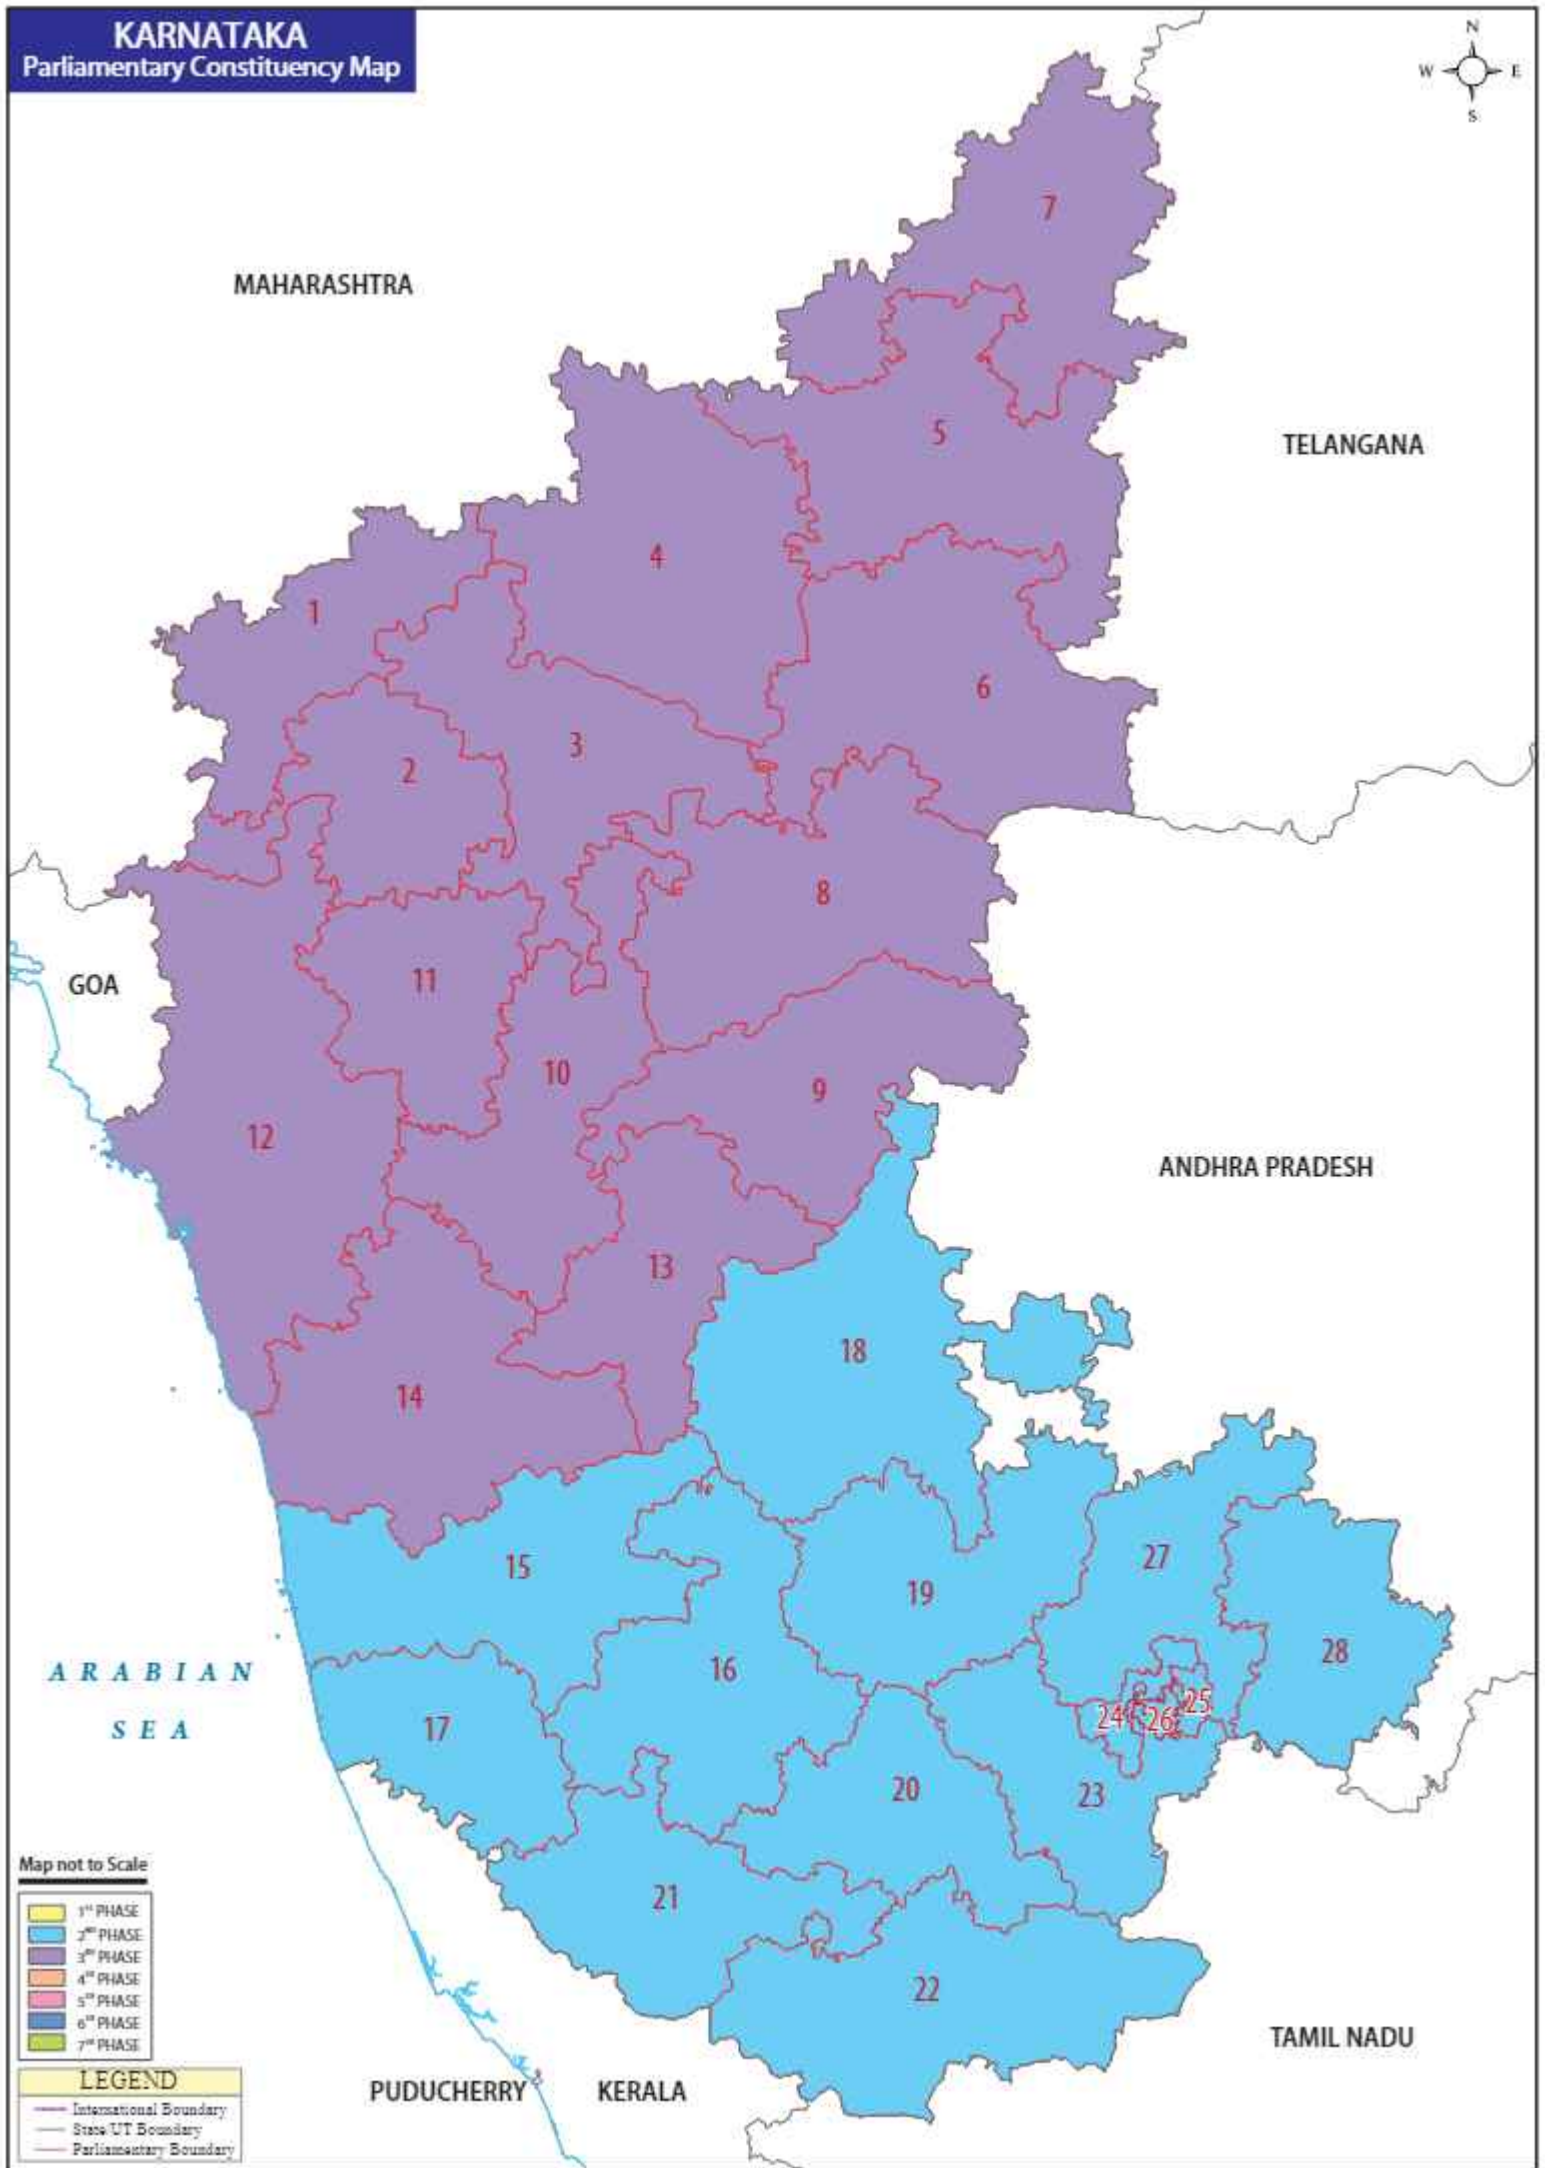 KARNATAKA
Parliamentary Constituency Map
N
W E
S
7
MAHARASHTRA
5
TELANGANA
4
1
6
3
2
8
GOA
11
10
9
12
ANDHRA PRADESH
13
18
14
27
15
19
28
ARABIAN
SEA
16
25
24
26
17
20
23
Map not to Scale
21
1ST PHASE
2ND PHASE
3RD PHASE
4TH PHASE
5TH PHASE
6TH PHASE
7TH PHASE
22
TAMIL NADU
LEGEND
International Boundary
State/UT Boundary
Parliamentary Boundary
PUDUCHERRY
KERALA